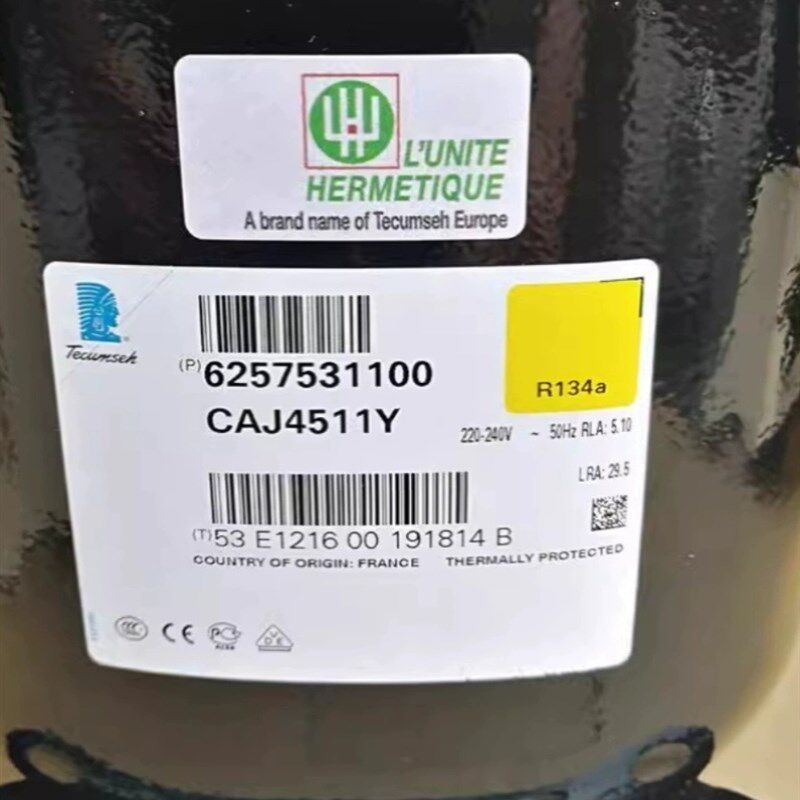 L'UNITE
HERMETIQUE
A brand name of Tecumseh Europe
Tecumseh
(P)6257531100
R134a
CAJ4511Y
220-240V ~ 50Hz RLA: 5.10
LRA: 29.5
(T)53 E1216 00 191814 B
COUNTRY OF ORIGIN: FRANCE THERMALLY PROTECTED
CE